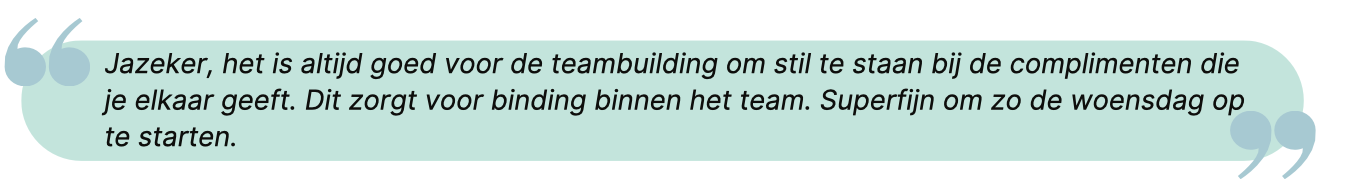 Jazeker, het is altijd goed voor de teambuilding om stil te staan bij de complimenten die
je elkaar geeft. Dit zorgt voor binding binnen het team. Superfijn om zo de woensdag op
te starten.